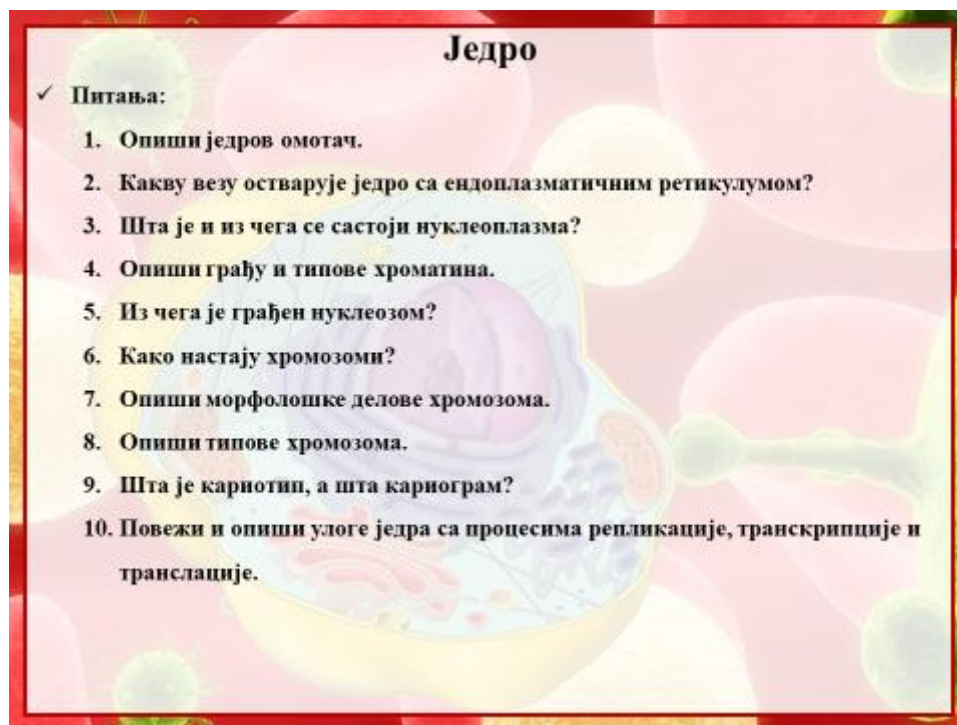 Једро
✓ Питања:
1. Опиши једров омотач.
2. Какву везу остварује једро са ендоплазматичним ретикулумом?
3. Шта је и из чега се састоји нуклеоплазма?
4. Опиши грађу и типове хроматина.
5. Из чега је грађен нуклеозом?
6. Како настају хромозоми?
7. Опиши морфолошке делове хромозома.
8. Опиши типове хромозома.
9. Шта је кариотип, а шта кариограм?
10. Повежи и опиши улоге једра са процесима репликације, транскрипције и
транслације.